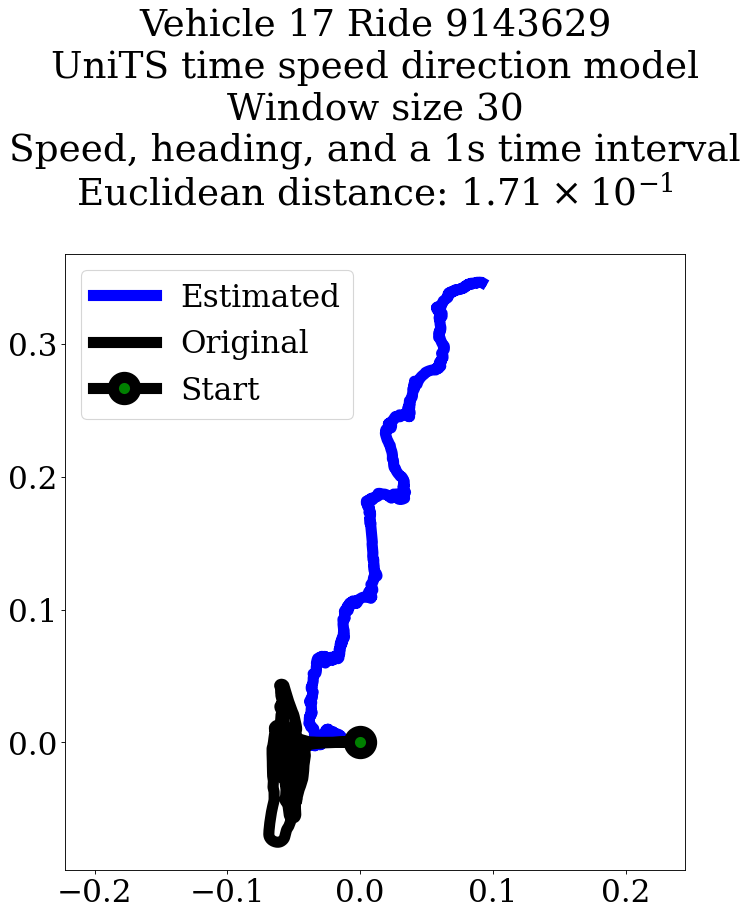 Vehicle 17 Ride 9143629
UniTS time speed direction model
Window size 30
Speed, heading, and a 1s time interval
Euclidean distance: 1.71 × 10⁻¹
Estimated
Original
Start
0.3
0.2
0.1
0.0
−0.2 −0.1 0.0 0.1 0.2